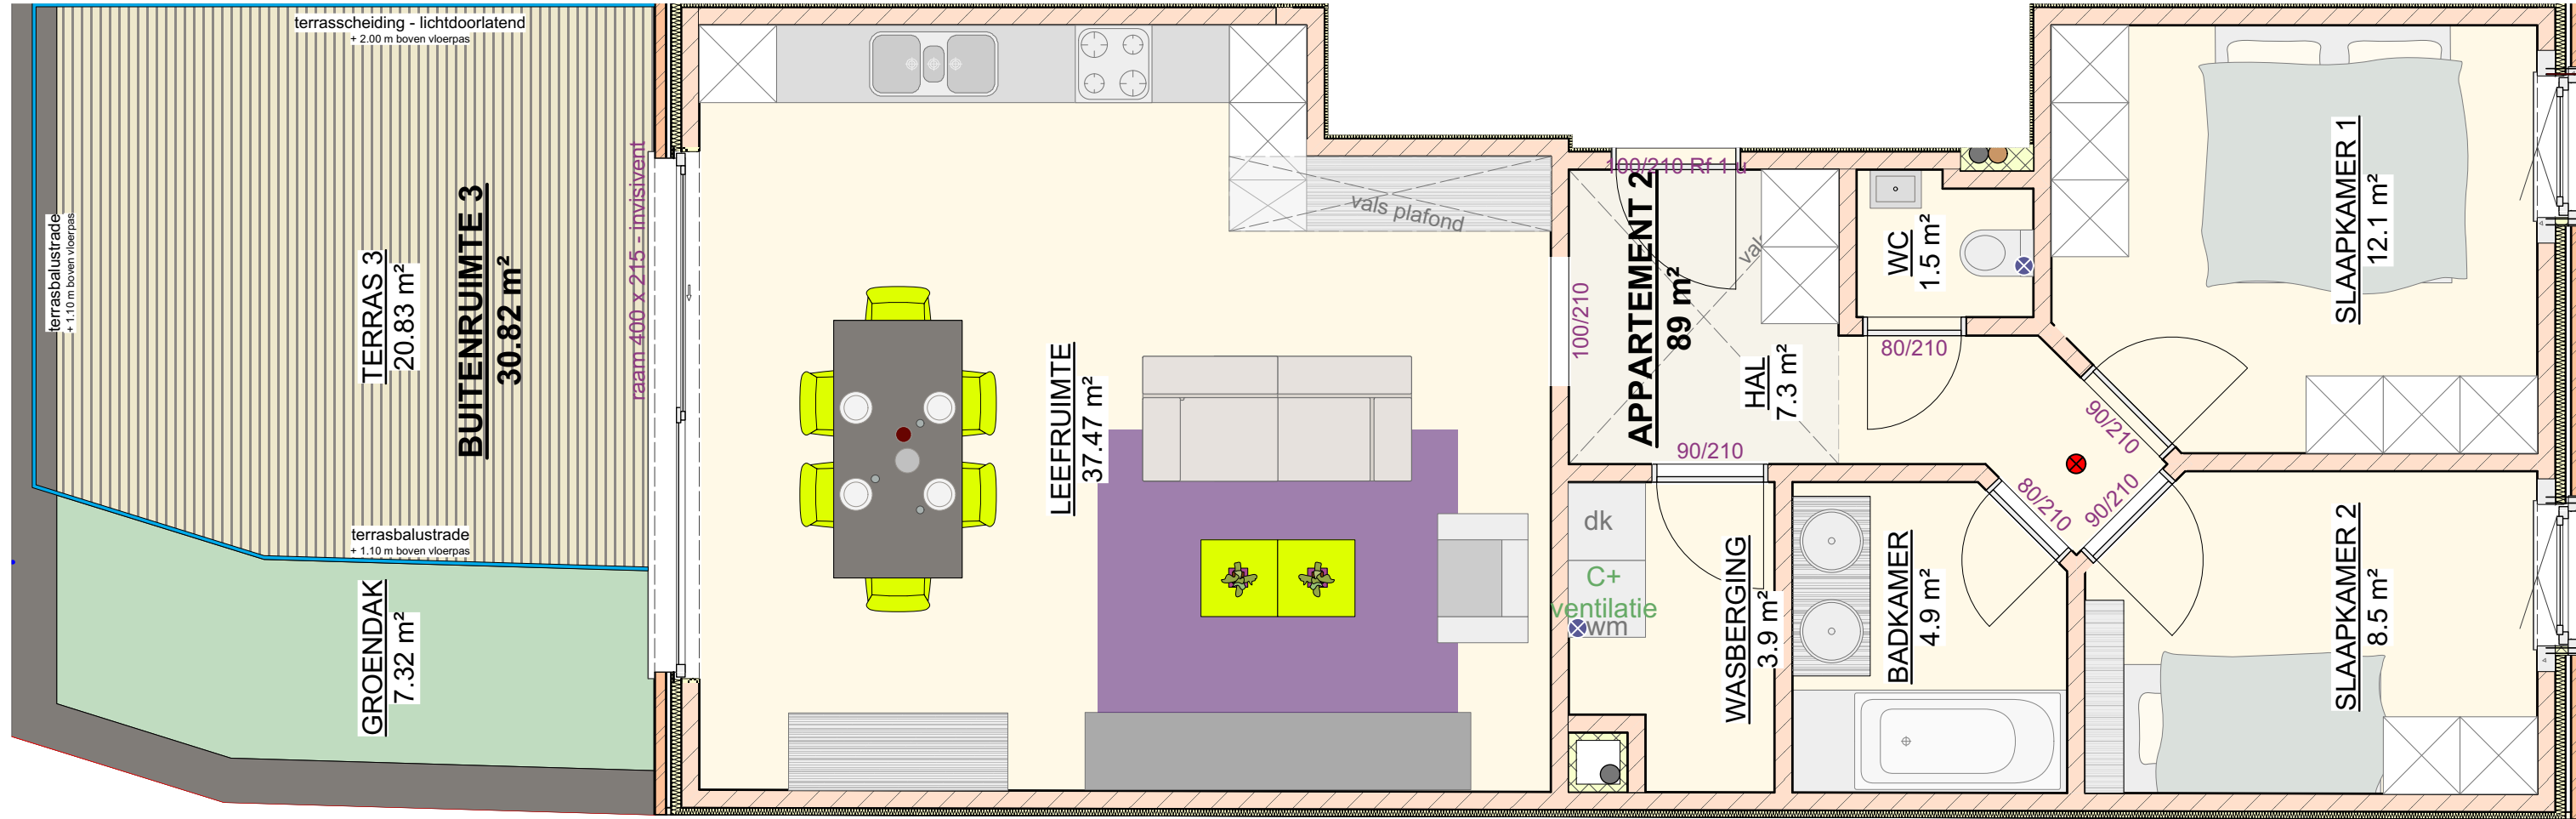 terrasscheiding - lichtdoorlatend
+ 2.00 m boven vloerpas
terrasbalustrade
+ 1.10 m boven vloerpas
TERRAS 3
20.83 m²
BUITENRUIMTE 3
30.82 m²
raam 400 x 215 - invisivent
terrasbalustrade
+ 1.10 m boven vloerpas
GROENDAK
7.32 m²
LEEFRUIMTE
37.47 m²
vals plafond
100/210 Rf 1 u
100/210
APPARTEMENT 2
89 m²
vals
HAL
7.3 m²
90/210
WC
1.5 m²
80/210
SLAAPKAMER 1
12.1 m²
90/210
80/210
90/210
dk
C+
ventilatie
wm
WASBERGING
3.9 m²
BADKAMER
4.9 m²
SLAAPKAMER 2
8.5 m²